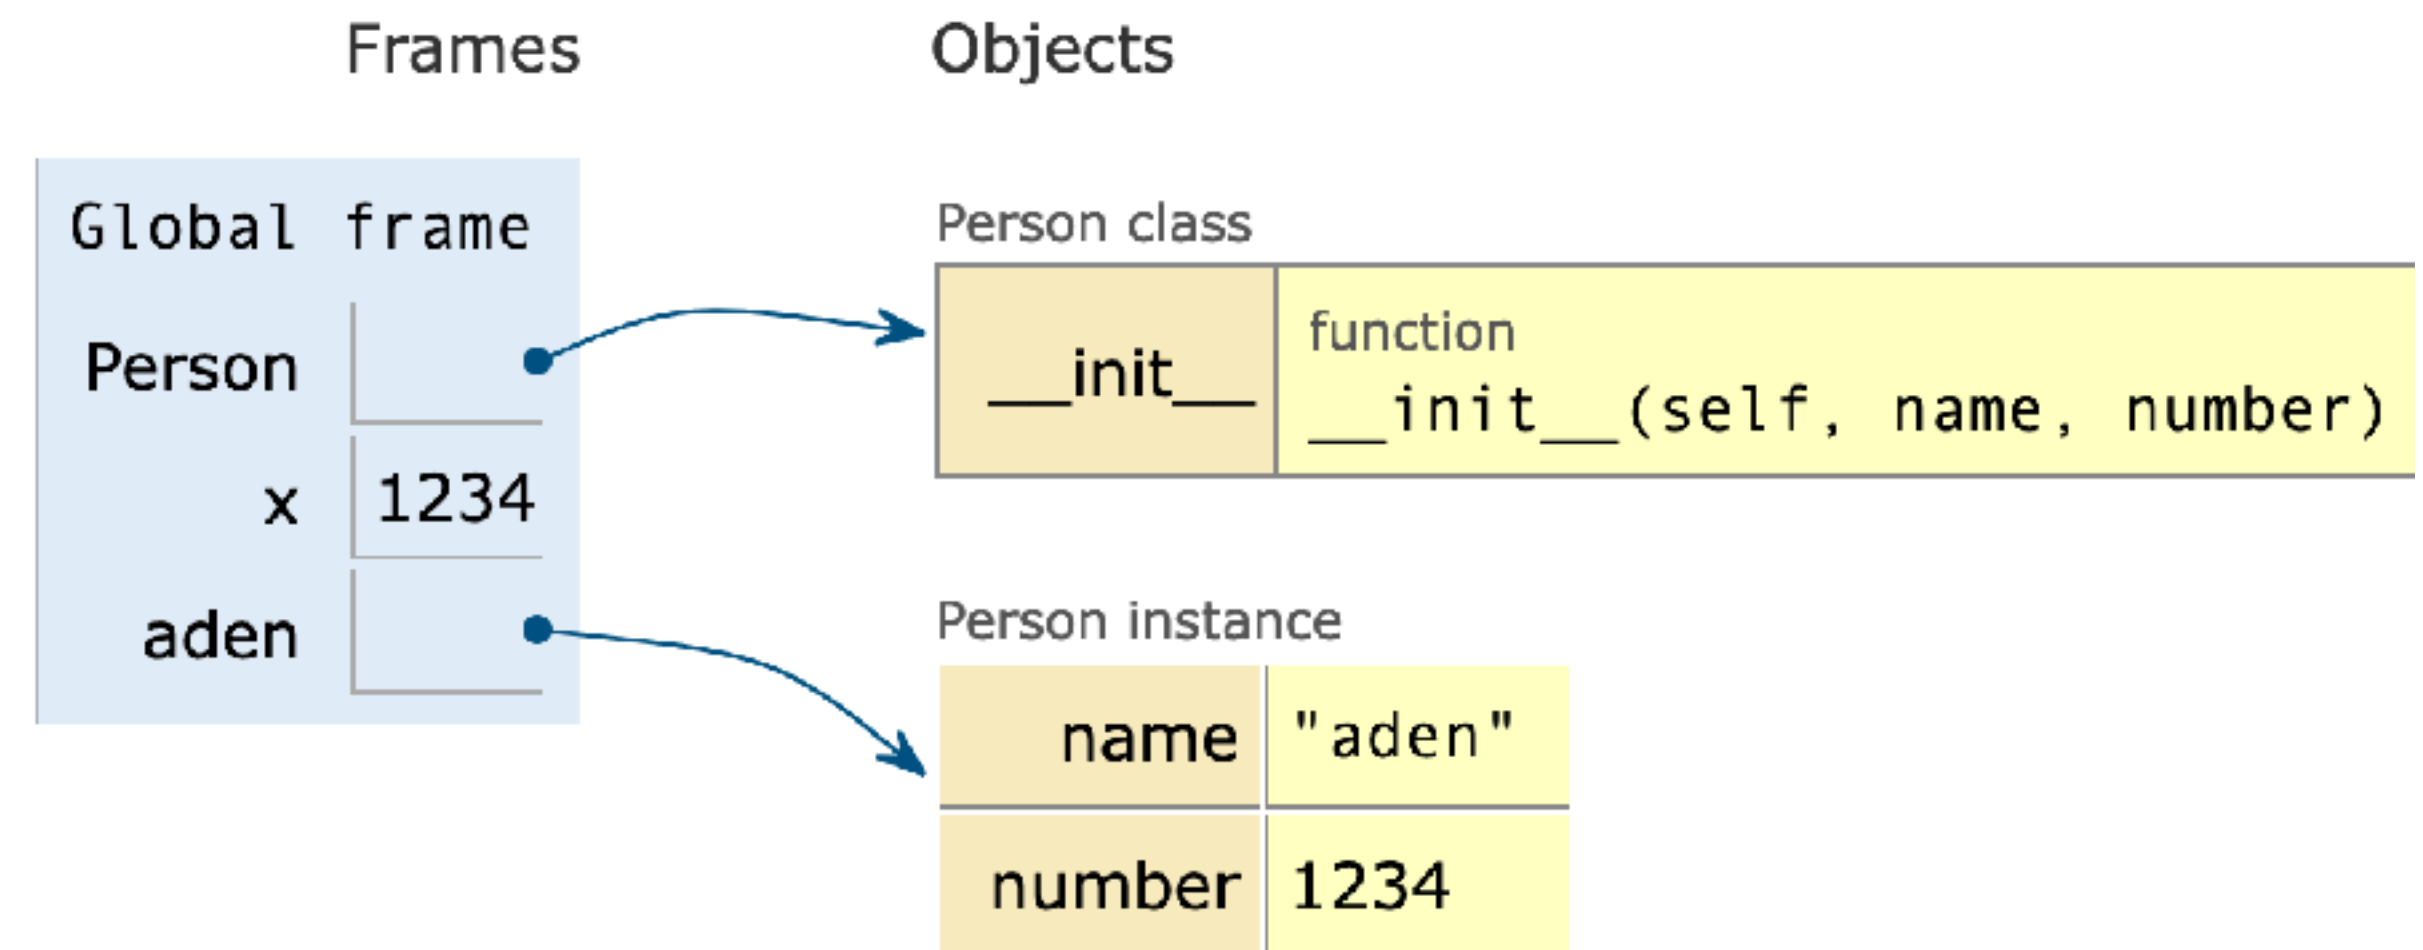 Frames
Objects
Global frame
Person
x 1234
aden
Person class
__init__
function
__init__(self, name, number)
Person instance
name "aden"
number 1234